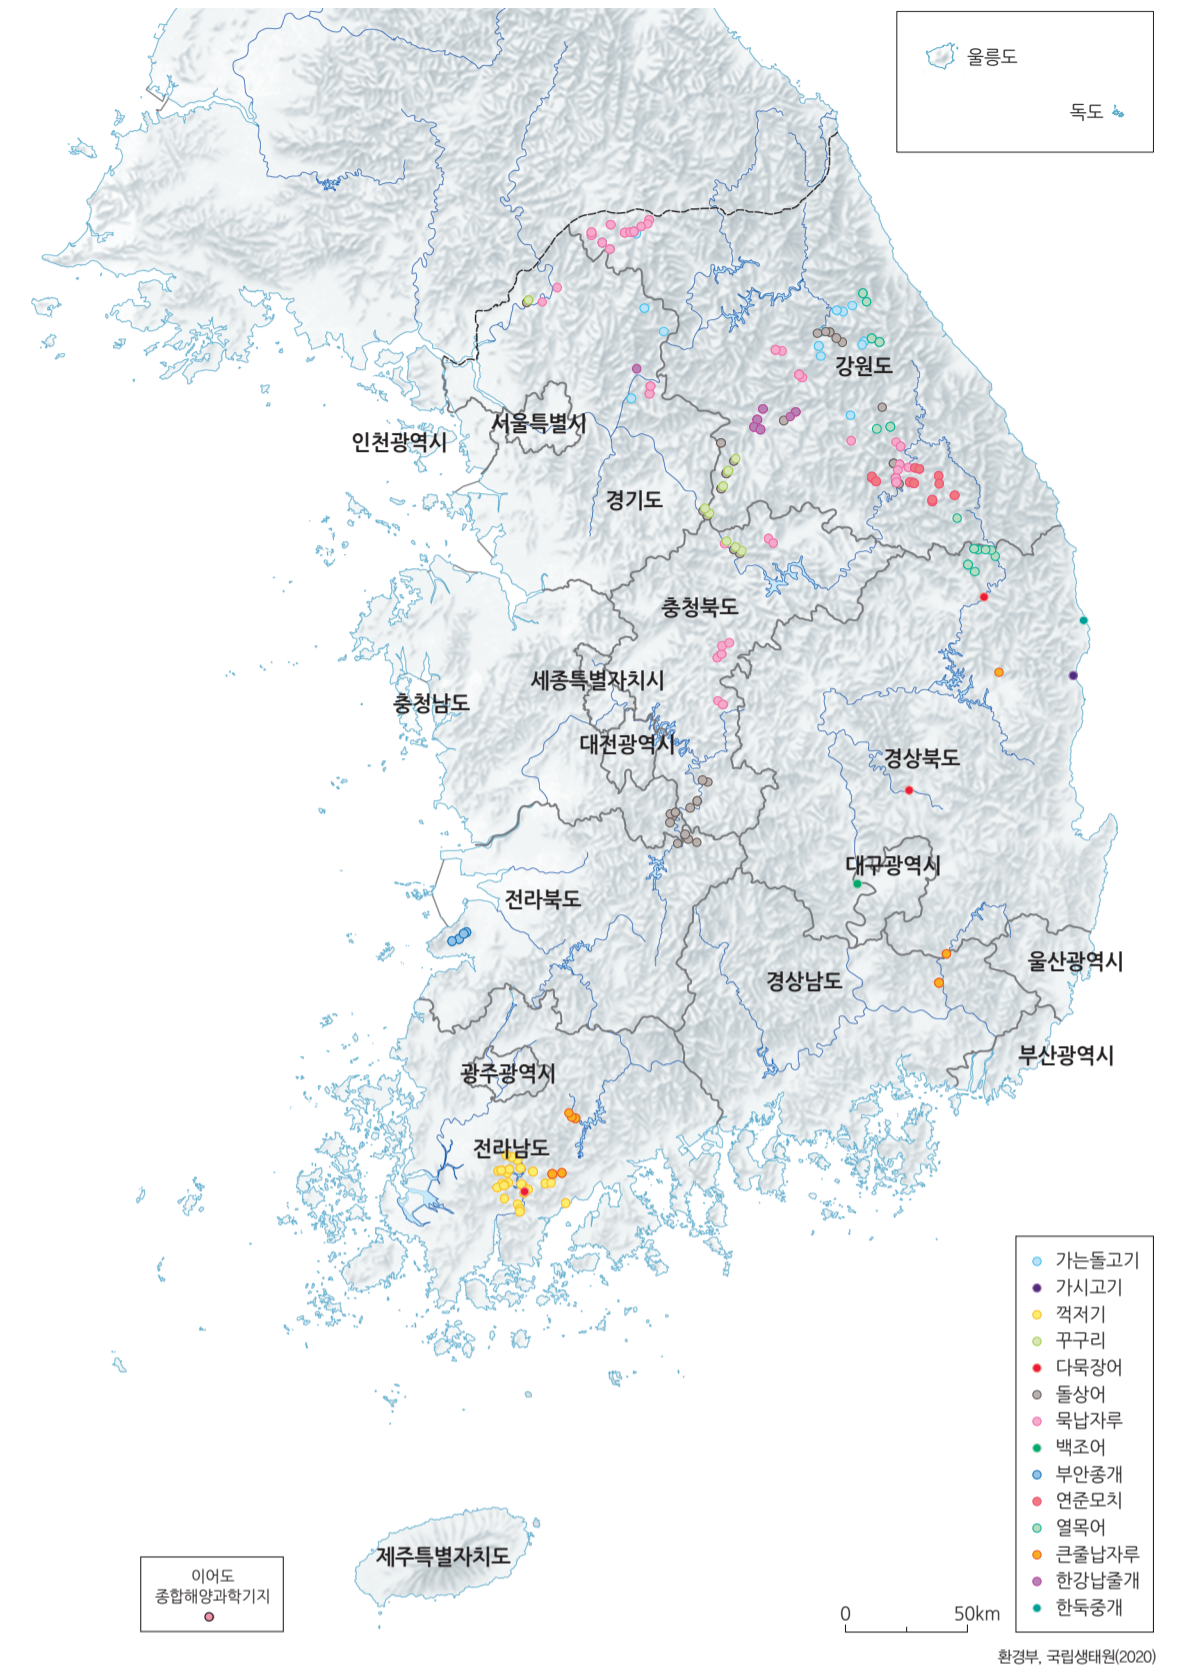 울릉도
독도
강원도
서울특별시
인천광역시
경기도
충청북도
세종특별자치시
충청남도
대전광역시
경상북도
대구광역시
전라북도
울산광역시
경상남도
부산광역시
광주광역시
전라남도
제주특별자치도
이어도
종합해양과학기지
가는돌고기
가시고기
꺽저기
꾸구리
다묵장어
돌상어
묵납자루
백조어
부안종개
연준모치
열목어
큰줄납자루
한강납줄개
한둑중개
0 50km
환경부, 국립생태원(2020)